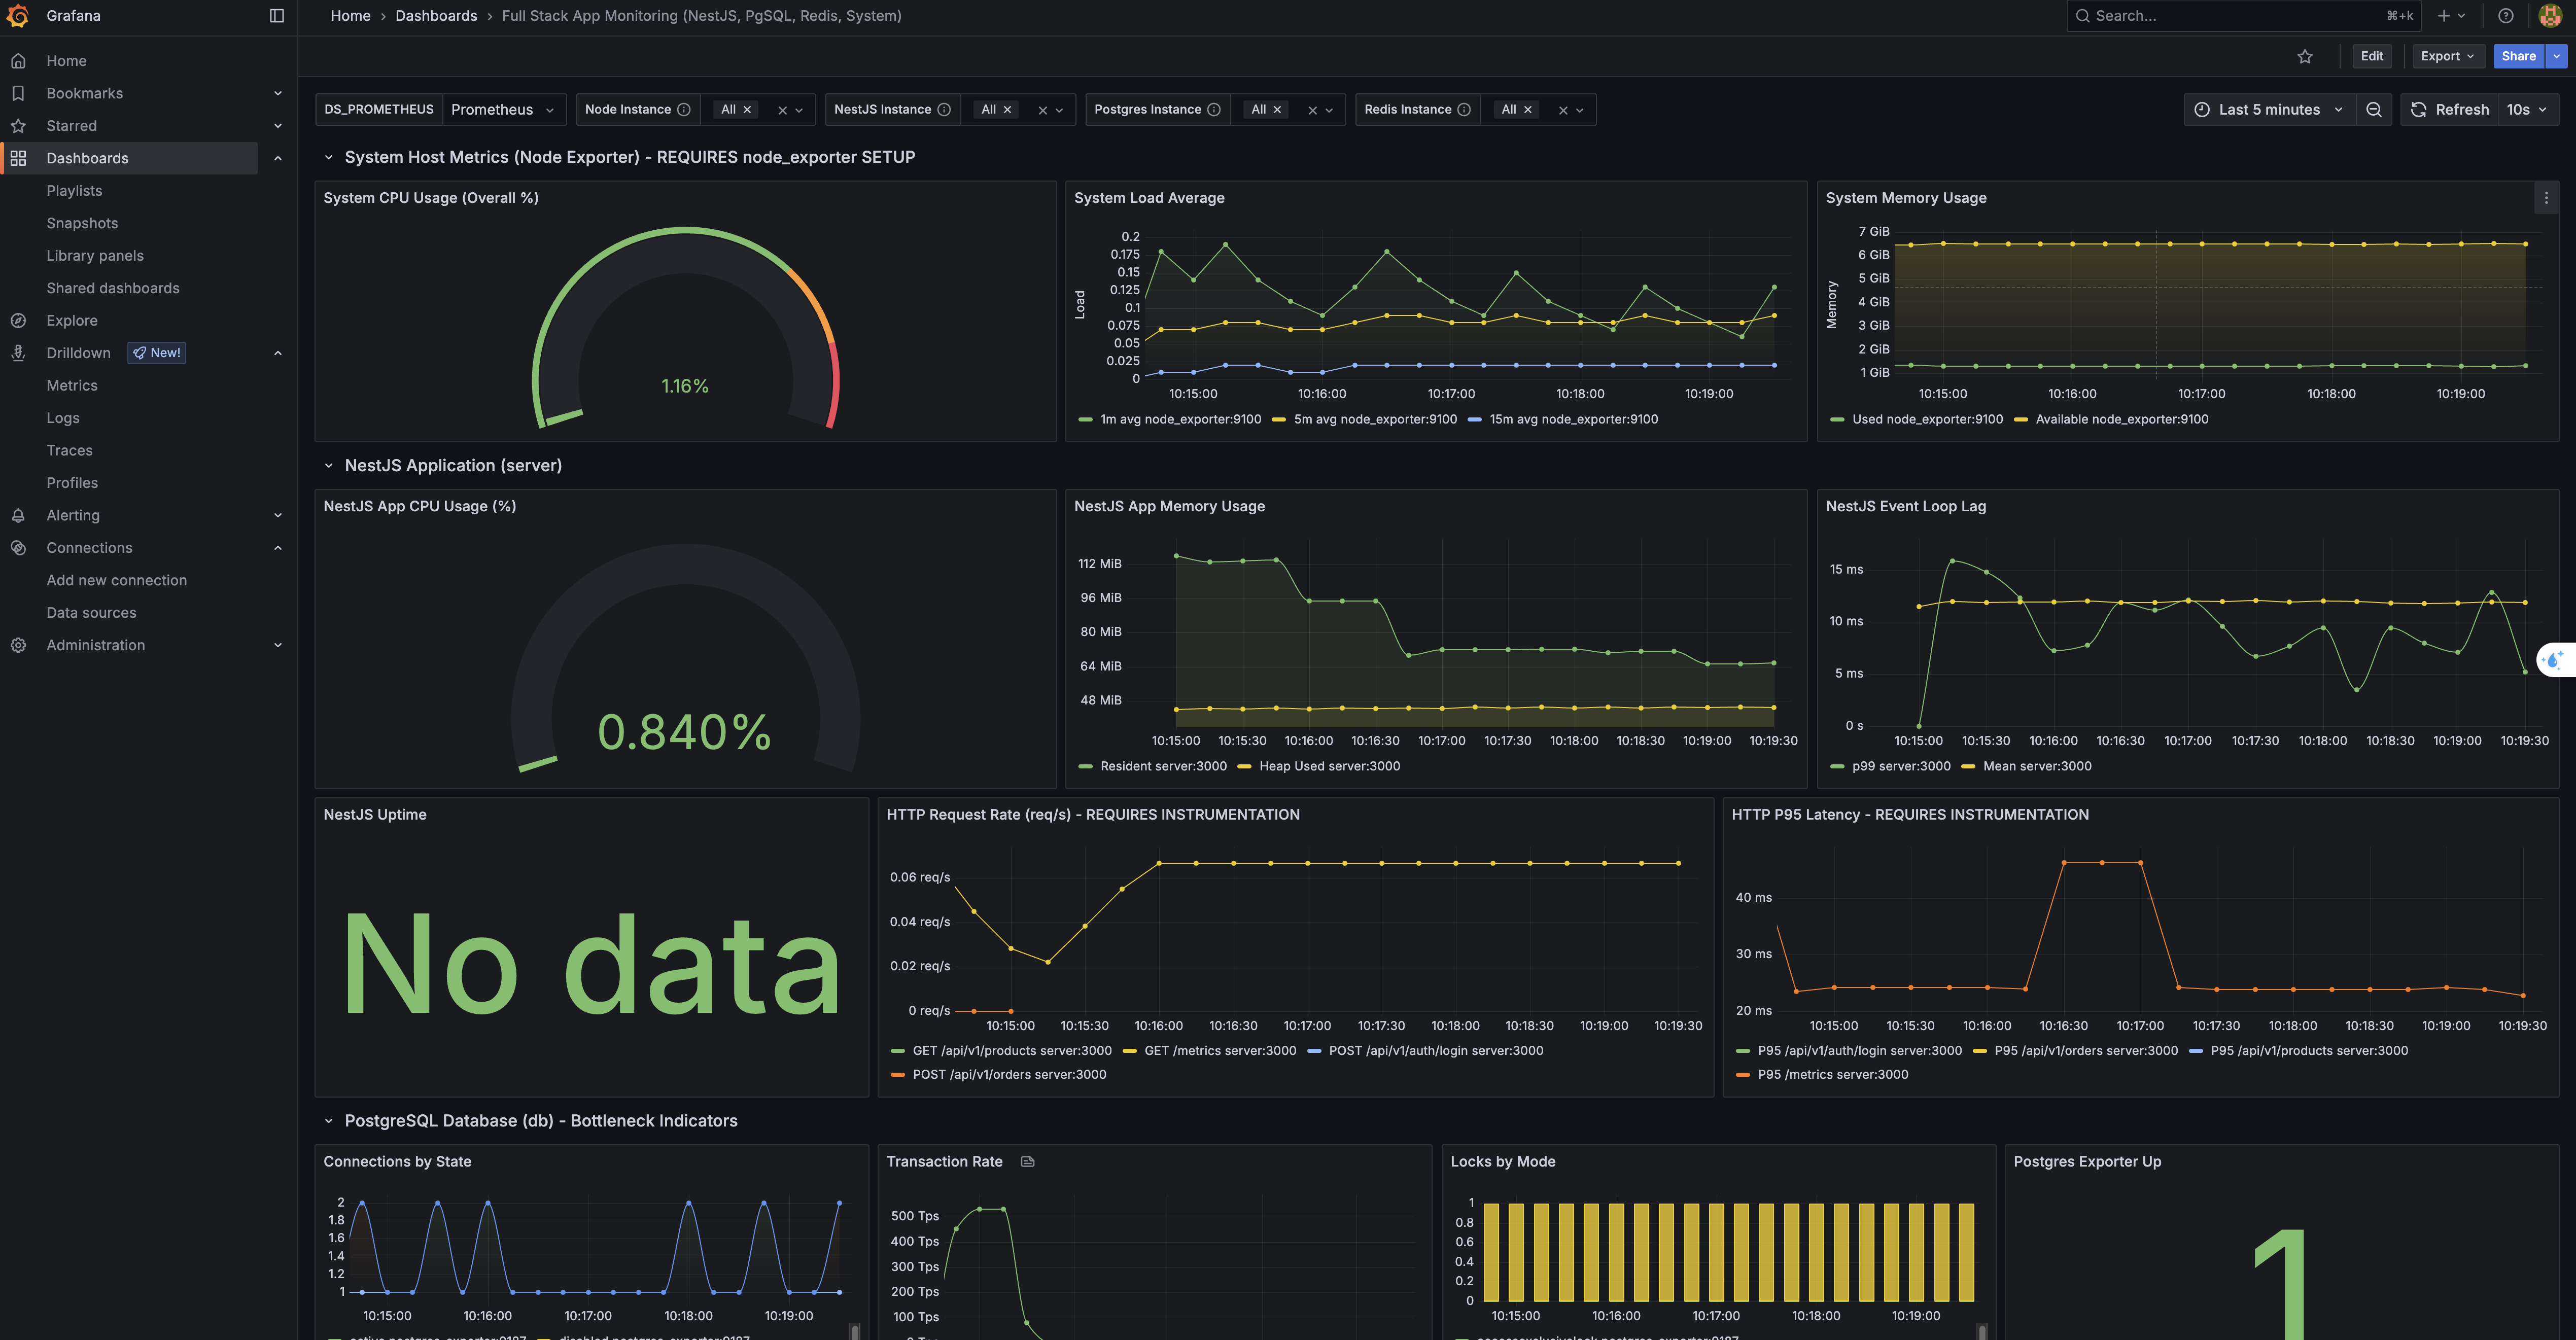 Grafana
Home › Dashboards › Full Stack App Monitoring (NestJS, PgSQL, Redis, System)
Search...
⌘+k
Home
Bookmarks
Starred
Dashboards
Playlists
Snapshots
Library panels
Shared dashboards
Explore
Drilldown New!
Metrics
Logs
Traces
Profiles
Alerting
Connections
Add new connection
Data sources
Administration
Edit
Export
Share
DS_PROMETHEUS Prometheus
Node Instance All
NestJS Instance All
Postgres Instance All
Redis Instance All
Last 5 minutes
Refresh 10s
System Host Metrics (Node Exporter) - REQUIRES node_exporter SETUP
System CPU Usage (Overall %)
1.16%
System Load Average
Load
0.2
0.175
0.15
0.125
0.1
0.075
0.05
0.025
0
10:15:00 10:16:00 10:17:00 10:18:00 10:19:00
1m avg node_exporter:9100 5m avg node_exporter:9100 15m avg node_exporter:9100
System Memory Usage
Memory
7 GiB
6 GiB
5 GiB
4 GiB
3 GiB
2 GiB
1 GiB
10:15:00 10:16:00 10:17:00 10:18:00 10:19:00
Used node_exporter:9100 Available node_exporter:9100
NestJS Application (server)
NestJS App CPU Usage (%)
0.840%
NestJS App Memory Usage
112 MiB
96 MiB
80 MiB
64 MiB
48 MiB
10:15:00 10:15:30 10:16:00 10:16:30 10:17:00 10:17:30 10:18:00 10:18:30 10:19:00 10:19:30
Resident server:3000 Heap Used server:3000
NestJS Event Loop Lag
15 ms
10 ms
5 ms
0 s
10:15:00 10:15:30 10:16:00 10:16:30 10:17:00 10:17:30 10:18:00 10:18:30 10:19:00 10:19:30
p99 server:3000 Mean server:3000
NestJS Uptime
No data
HTTP Request Rate (req/s) - REQUIRES INSTRUMENTATION
0.06 req/s
0.04 req/s
0.02 req/s
0 req/s
10:15:00 10:15:30 10:16:00 10:16:30 10:17:00 10:17:30 10:18:00 10:18:30 10:19:00 10:19:30
GET /api/v1/products server:3000 GET /metrics server:3000 POST /api/v1/auth/login server:3000
POST /api/v1/orders server:3000
HTTP P95 Latency - REQUIRES INSTRUMENTATION
40 ms
30 ms
20 ms
10:15:00 10:15:30 10:16:00 10:16:30 10:17:00 10:17:30 10:18:00 10:18:30 10:19:00 10:19:30
P95 /api/v1/auth/login server:3000 P95 /api/v1/orders server:3000 P95 /api/v1/products server:3000
P95 /metrics server:3000
PostgreSQL Database (db) - Bottleneck Indicators
Connections by State
2
1.8
1.6
1.4
1.2
1
10:15:00 10:16:00 10:17:00 10:18:00 10:19:00
Transaction Rate
500 Tps
400 Tps
300 Tps
200 Tps
100 Tps
Locks by Mode
1
0.8
0.6
0.4
0.2
0
10:15:00 10:16:00 10:17:00 10:18:00 10:19:00
Postgres Exporter Up
1